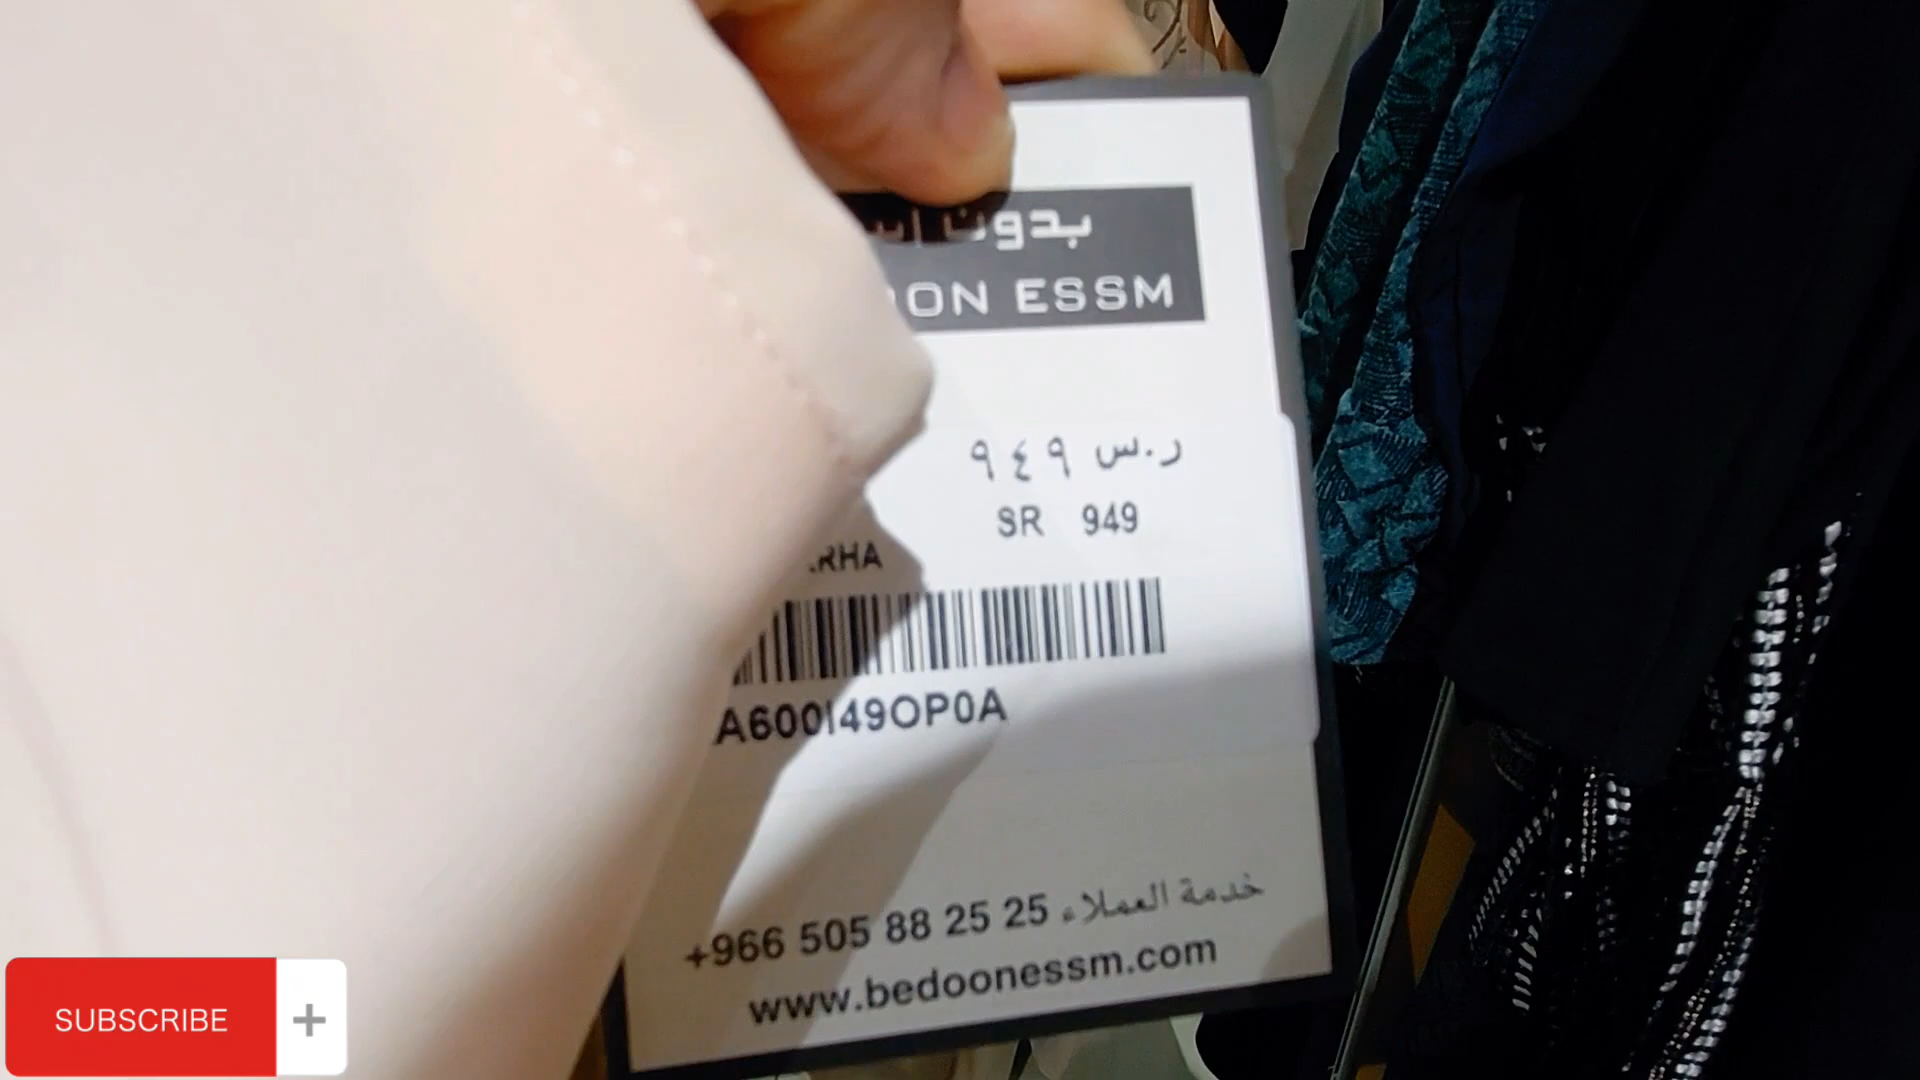 بدون
ON ESSM
ر.س ٩٤٩
SR 949
RHA
A600I49OP0A
خدمة العملاء +966 505 88 25 25
www.bedoonessm.com
SUBSCRIBE +